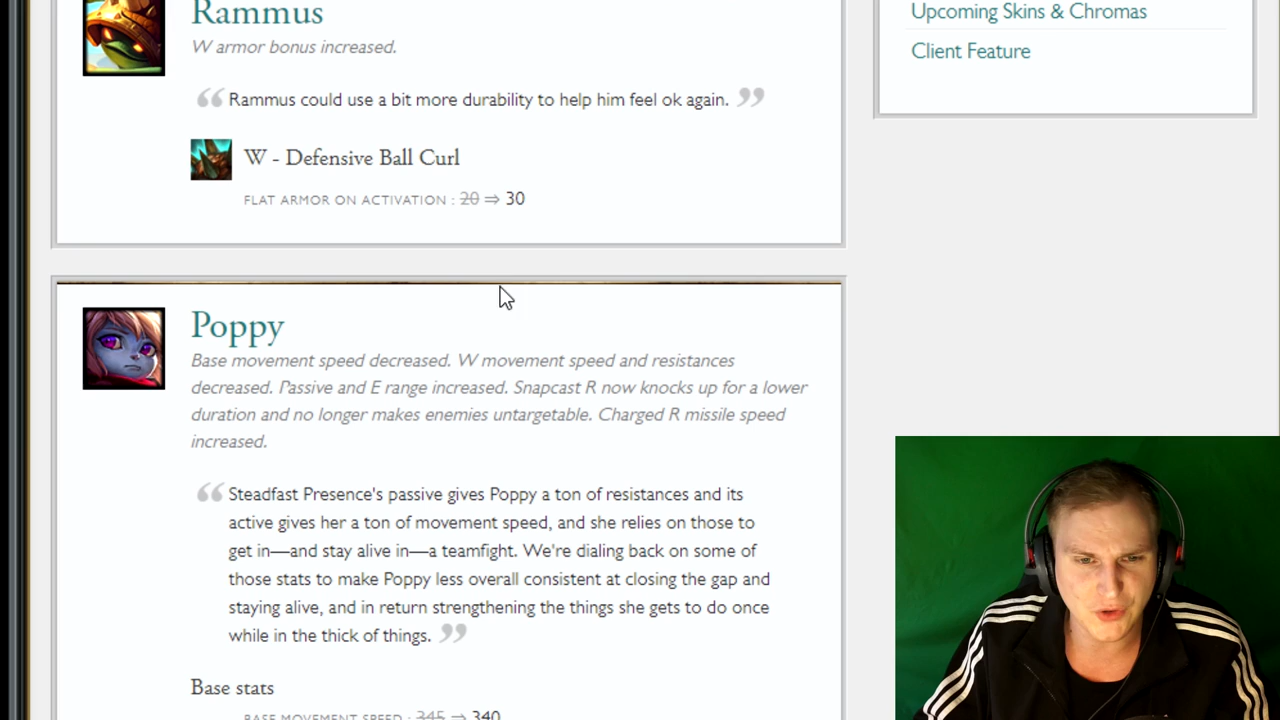 Rammus
W armor bonus increased.
“ Rammus could use a bit more durability to help him feel ok again. ”
W - Defensive Ball Curl
FLAT ARMOR ON ACTIVATION : 20 ⇒ 30
Poppy
Base movement speed decreased. W movement speed and resistances
decreased. Passive and E range increased. Snapcast R now knocks up for a lower
duration and no longer makes enemies untargetable. Charged R missile speed
increased.
“ Steadfast Presence's passive gives Poppy a ton of resistances and its
active gives her a ton of movement speed, and she relies on those to
get in—and stay alive in—a teamfight. We're dialing back on some of
those stats to make Poppy less overall consistent at closing the gap and
staying alive, and in return strengthening the things she gets to do once
while in the thick of things. ”
Base stats
BASE MOVEMENT SPEED : 345 ⇒ 340
Upcoming Skins & Chromas
Client Feature